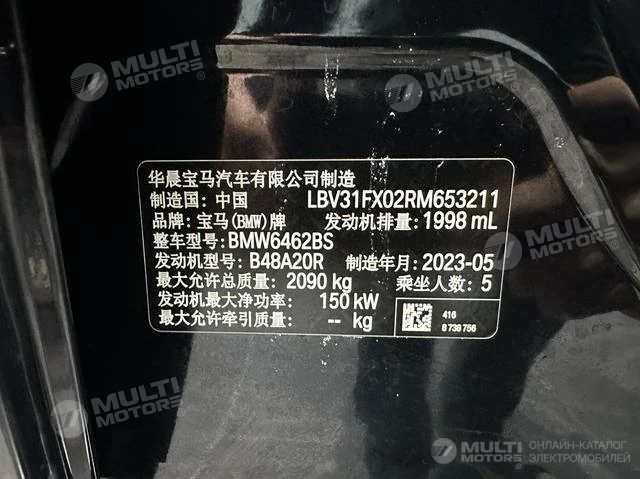 MULTI
MOTORS®
MULTI
MOTORS®
华晨宝马汽车有限公司制造
制造国: 中国 LBV31FX02RM653211
品牌: 宝马(BMW)牌 发动机排量: 1998 mL
整车型号: BMW6462BS
发动机型号: B48A20R 制造年月: 2023-05
最大允许总质量: 2090 kg 乘坐人数: 5
发动机最大净功率: 150 kW
最大允许牵引质量: -- kg
416
8 738 756
MULTI
MOTORS®
MULTI
MOTORS®
MULTI
MOTORS®
ОНЛАЙН-КАТАЛОГ
ЭЛЕКТРОМОБИЛЕЙ